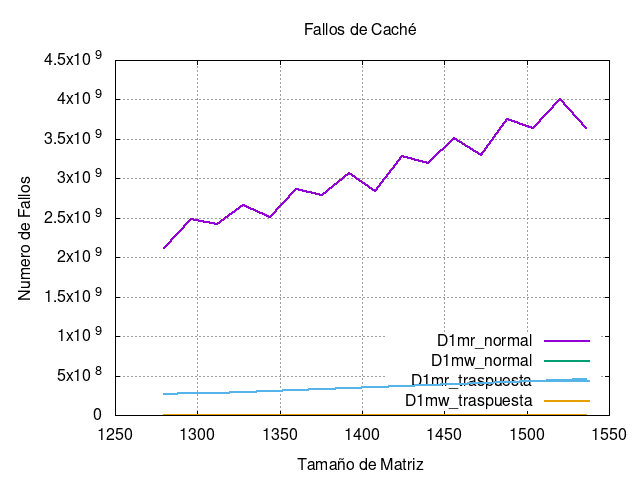 Fallos de Caché
4.5x10 9
4x10 9
3.5x10 9
3x10 9
2.5x10 9
2x10 9
1.5x10 9
1x10 9
5x10 8
0
Numero de Fallos
D1mr_normal
D1mw_normal
D1mr_traspuesta
D1mw_traspuesta
1250 1300 1350 1400 1450 1500 1550
Tamaño de Matriz